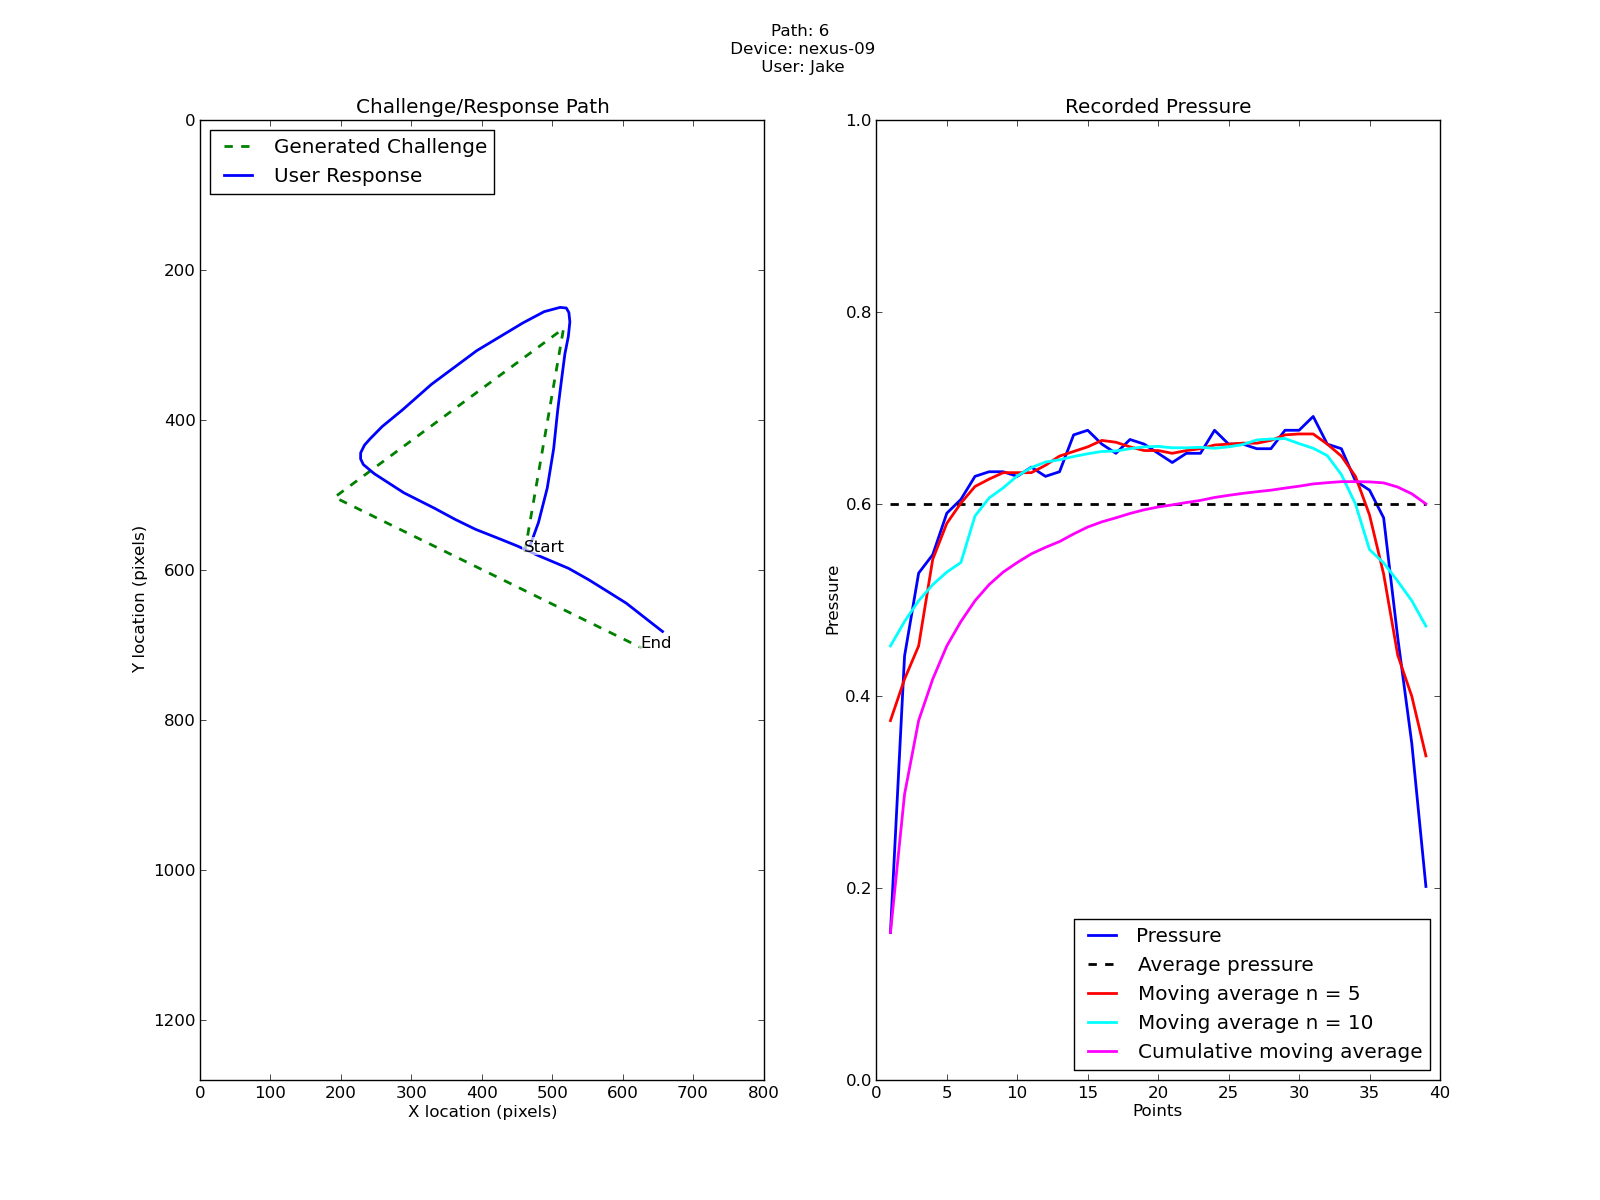 Path: 6
Device: nexus-09
User: Jake
Challenge/Response Path
0
200
400
600
800
1000
1200
Y location (pixels)
Generated Challenge
User Response
Start
End
0 100 200 300 400 500 600 700 800
X location (pixels)
Recorded Pressure
1.0
0.8
0.6
0.4
0.2
0.0
Pressure
Pressure
Average pressure
Moving average n = 5
Moving average n = 10
Cumulative moving average
0 5 10 15 20 25 30 35 40
Points